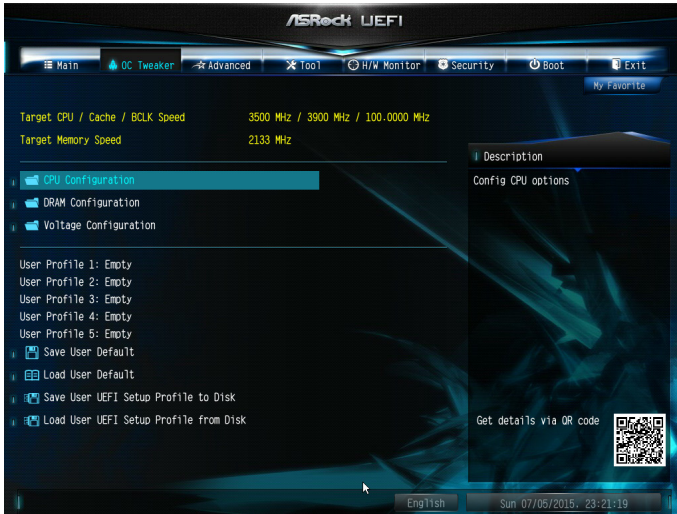 ASRock UEFI
Main OC Tweaker Advanced Tool H/W Monitor Security Boot Exit
My Favorite
Target CPU / Cache / BCLK Speed 3500 MHz / 3900 MHz / 100.0000 MHz
Target Memory Speed 2133 MHz
Description
CPU Configuration
Config CPU options
DRAM Configuration
Voltage Configuration
User Profile 1: Empty
User Profile 2: Empty
User Profile 3: Empty
User Profile 4: Empty
User Profile 5: Empty
Save User Default
Load User Default
Save User UEFI Setup Profile to Disk
Load User UEFI Setup Profile from Disk
Get details via QR code
English
Sun 07/05/2015. 23:21:19